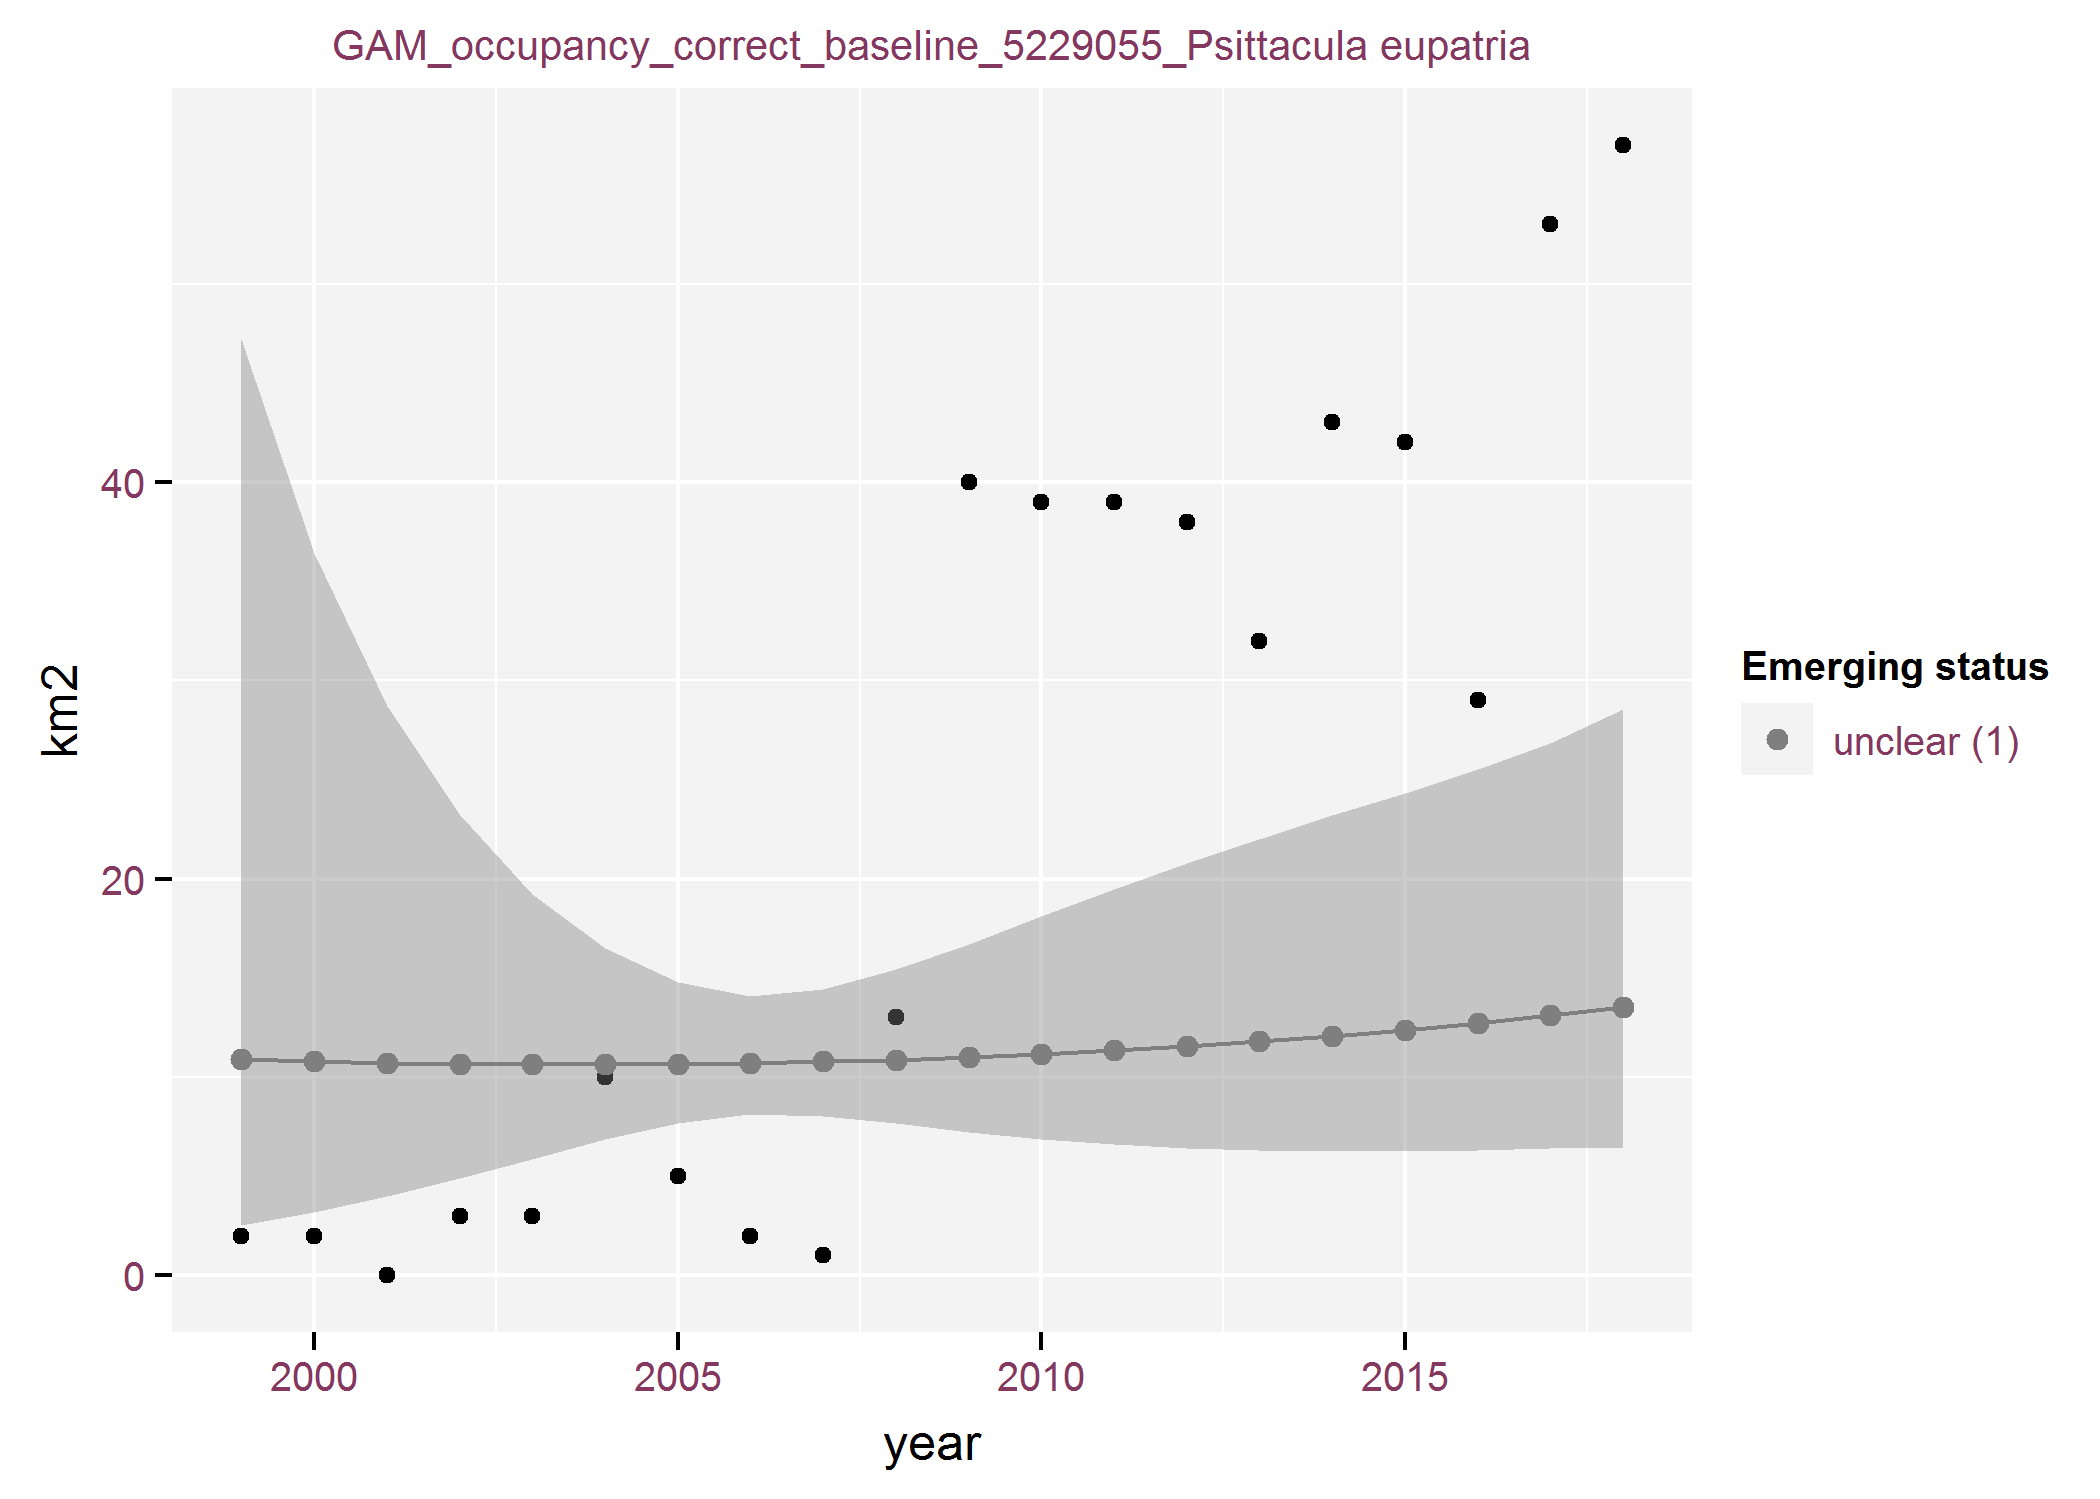 GAM_occupancy_correct_baseline_5229055_Psittacula eupatria
km2
40
20
0
2000 2005 2010 2015
year
Emerging status
unclear (1)